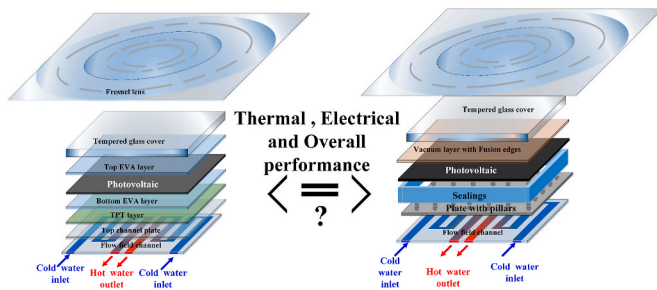 Fresnel lens
Tempered glass cover
Top EVA layer
Photovoltaic
Bottom EVA layer
TPT layer
Top channel plate
Flow field channel
Cold water
inlet
Hot water
outlet
Cold water
inlet
Thermal , Electrical
and Overall
performance
< = >
?
Tempered glass cover
Vacuum layer with Fusion edges
Photovoltaic
Sealings
Plate with pillars
Flow field channel
Cold
water
inlet
Hot water
outlet
Cold water
inlet